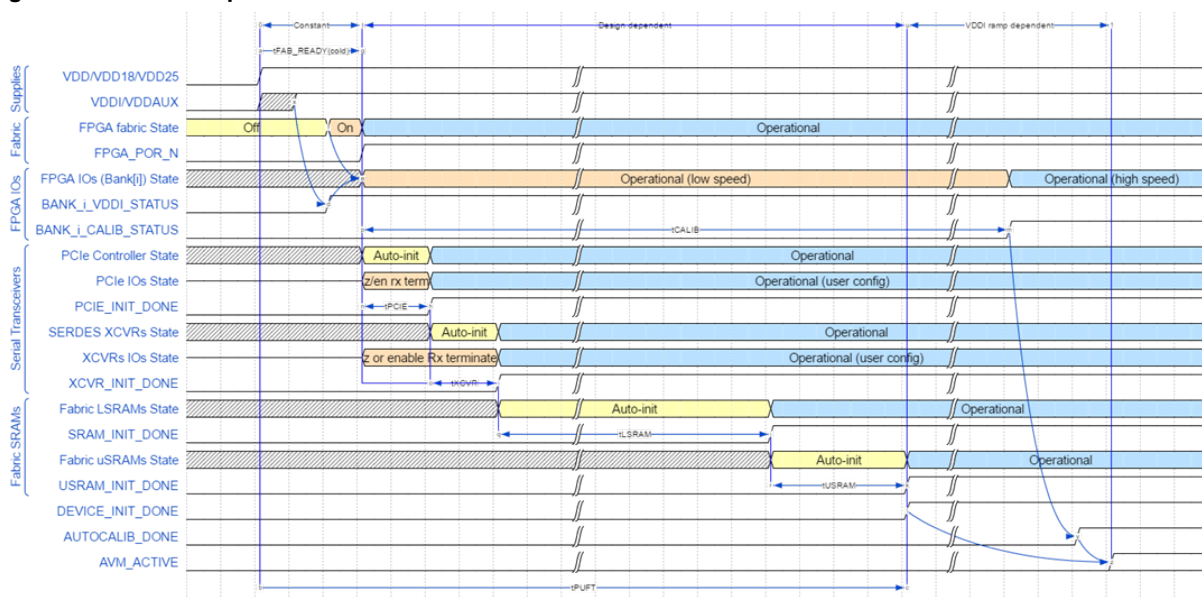 Constant
Design dependent
VDDI ramp dependent
tFAB_READY(cold)
Supplies
VDD/VDD18/VDD25
VDDI/VDDAUX
Fabric
FPGA fabric State
Off
On
Operational
FPGA_POR_N
FPGA IOs
FPGA IOs (Bank[i]) State
Operational (low speed)
Operational (high speed)
BANK_i_VDDI_STATUS
BANK_i_CALIB_STATUS
tCALIB
Serial Transceivers
PCIe Controller State
Auto-init
Operational
PCIe IOs State
z/en rx term
Operational (user config)
PCIE_INIT_DONE
tPCIE
SERDES XCVRs State
Auto-init
Operational
XCVRs IOs State
z or enable Rx terminate
Operational (user config)
XCVR_INIT_DONE
tXCVR
Fabric SRAMs
Fabric LSRAMs State
Auto-init
Operational
SRAM_INIT_DONE
tLSRAM
Fabric uSRAMs State
Auto-init
Operational
USRAM_INIT_DONE
tUSRAM
DEVICE_INIT_DONE
AUTOCALIB_DONE
AVM_ACTIVE
tPUFT